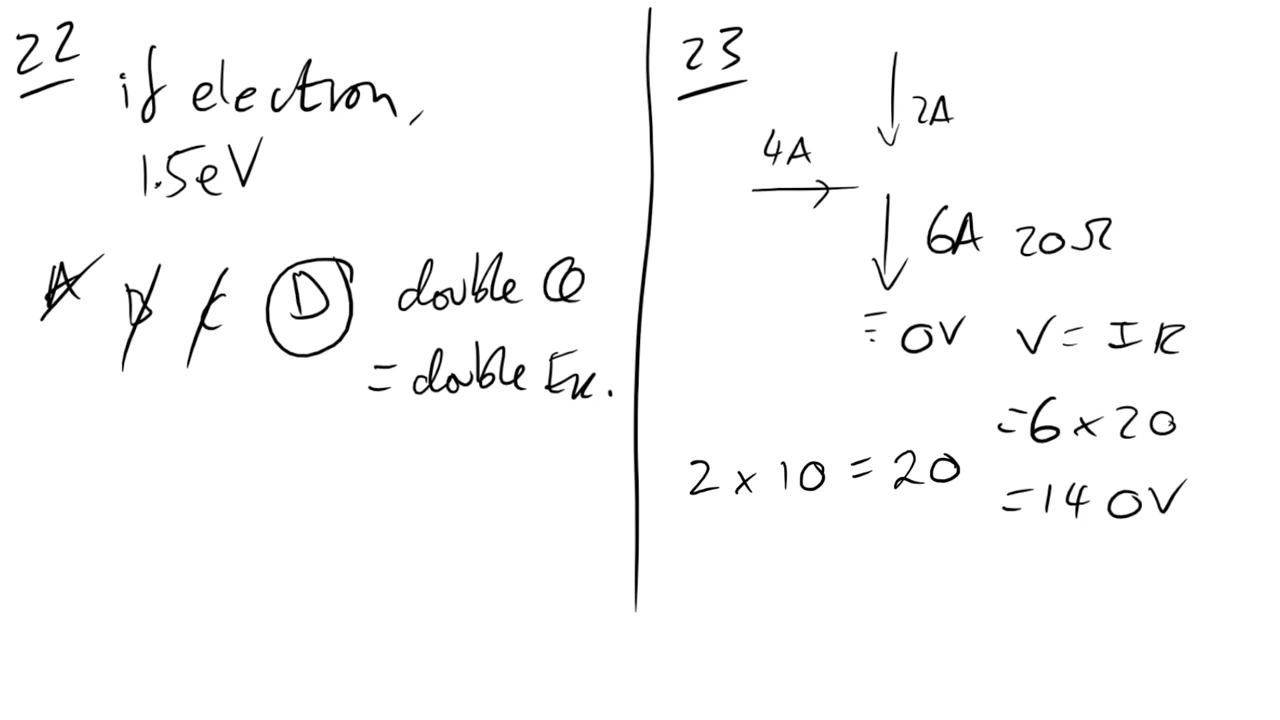 22
if electron,
1.5eV
A B C D double Q
= double Ek.
23
2A
4A
6A 20Ω
0V V = IR
= 6 × 20
2 × 10 = 20
= 140V